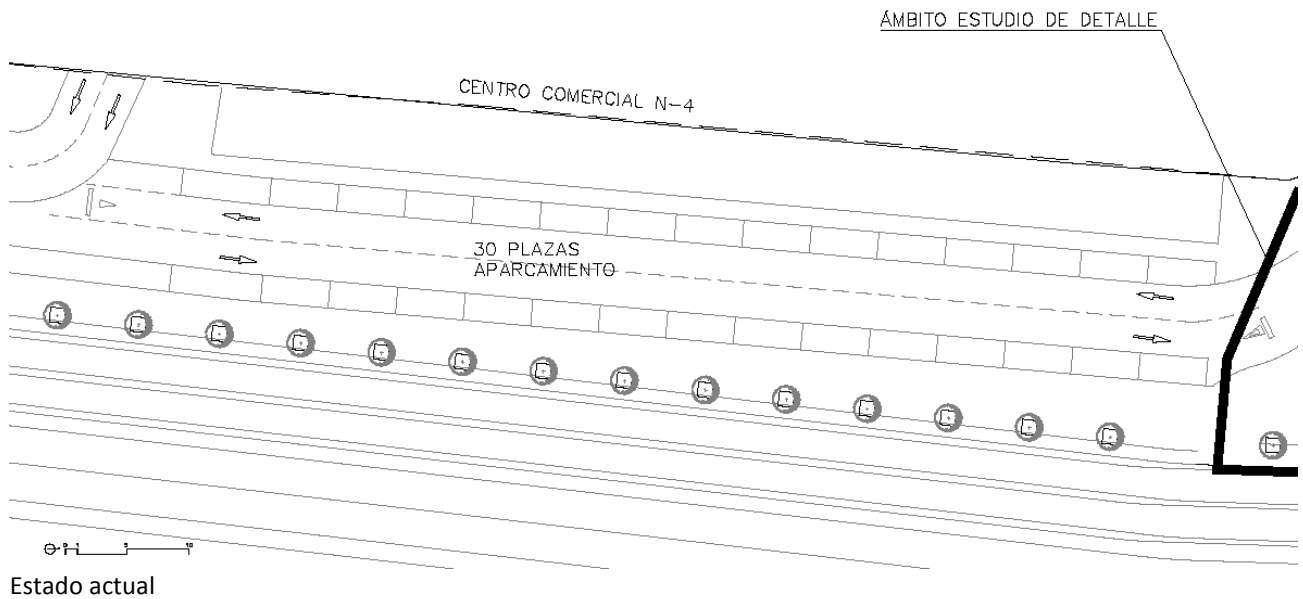 ÁMBITO ESTUDIO DE DETALLE
CENTRO COMERCIAL N-4
30 PLAZAS
APARCAMIENTO
Estado actual